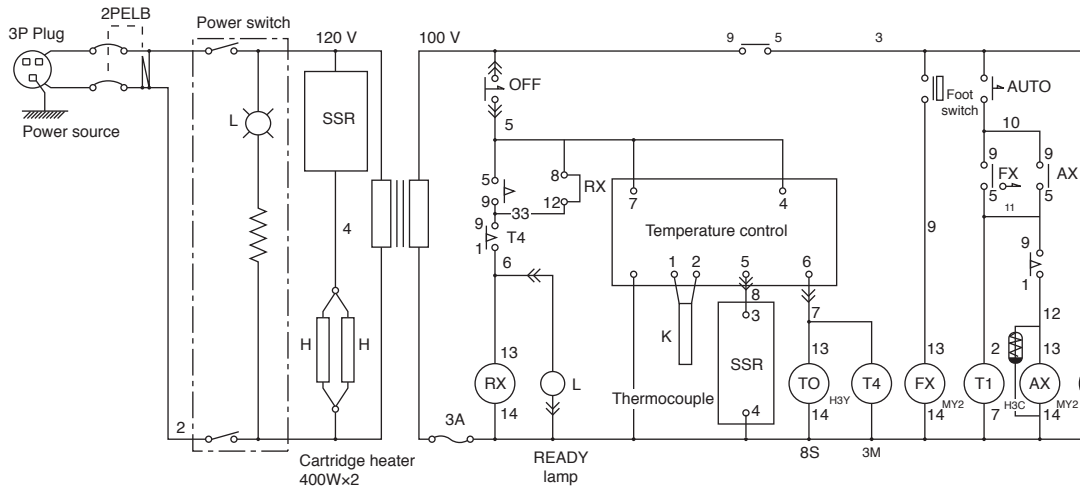 2PELB
3P Plug
Power switch
120 V
100 V
9
5
3
OFF
AUTO
Foot
switch
L
SSR
Power source
5
10
9
9
FX
AX
5
5
11
8
RX
5
9
12
33
9
T4
1
6
7
4
Temperature control
1
2
5
6
4
9
9
1
8
3
7
12
H
H
K
SSR
13
13
13
2
13
RX
L
TO
H3Y
T4
FX
MY2
T1
H3C
AX
MY2
Thermocouple
14
4
14
14
7
14
2
3A
8S
3M
Cartridge heater
400W×2
READY
lamp